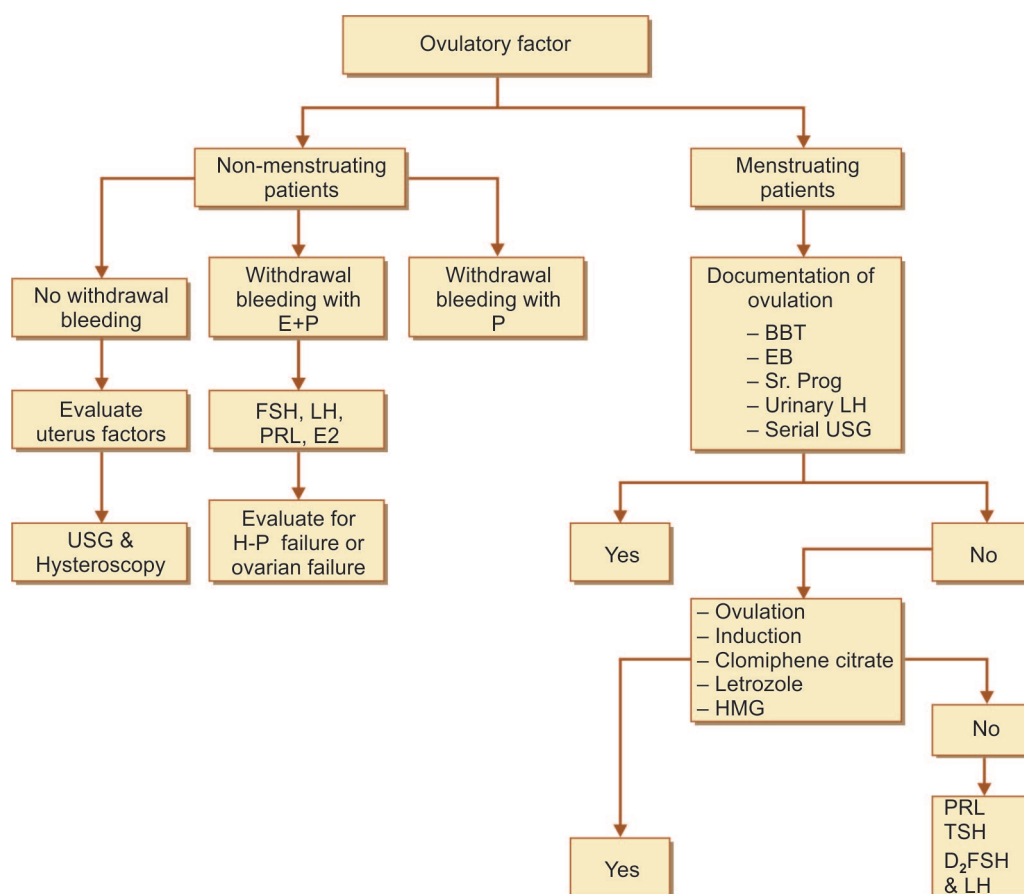 Ovulatory factor
Non-menstruating
patients
Menstruating
patients
No withdrawal
bleeding
Withdrawal
bleeding with
E+P
Withdrawal
bleeding with
P
Documentation of
ovulation
– BBT
– EB
– Sr. Prog
– Urinary LH
– Serial USG
Evaluate
uterus factors
FSH, LH,
PRL, E2
USG &
Hysteroscopy
Evaluate for
H-P failure or
ovarian failure
Yes
No
– Ovulation
– Induction
– Clomiphene citrate
– Letrozole
– HMG
No
Yes
PRL
TSH
D₂FSH
& LH